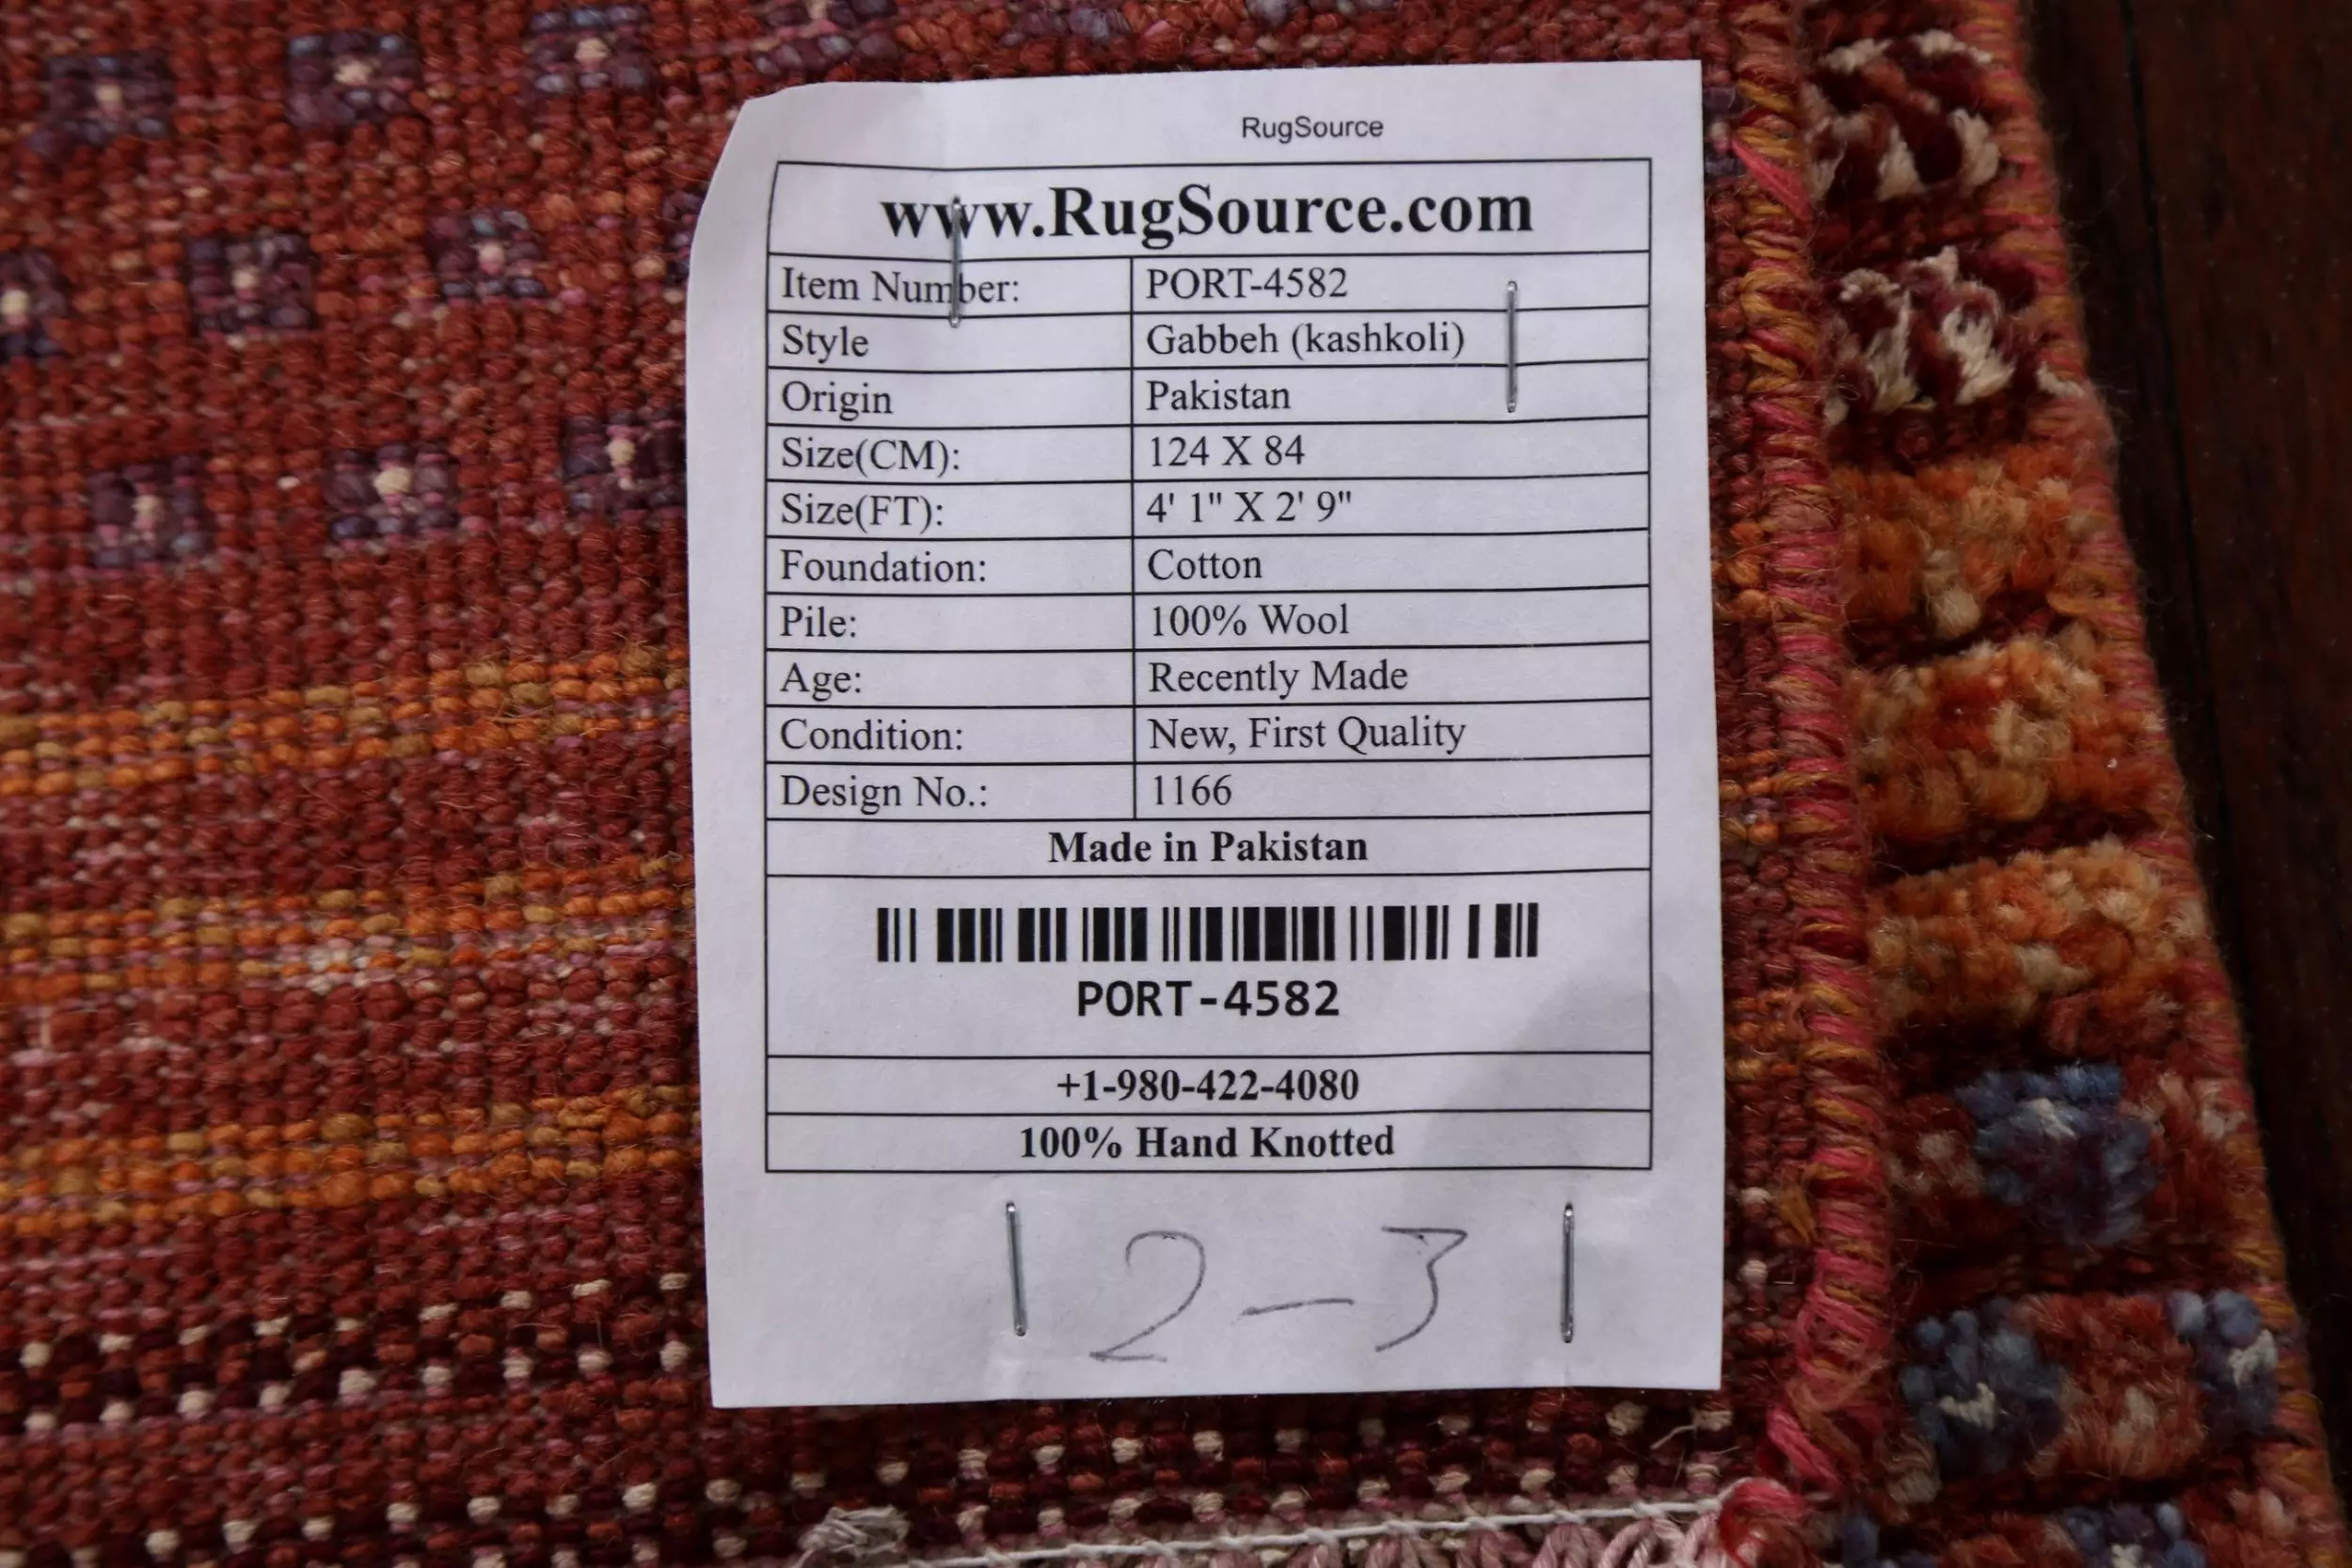 RugSource
www.RugSource.com
Item Number: PORT-4582
Style Gabbeh (kashkoli)
Origin Pakistan
Size(CM): 124 X 84
Size(FT): 4' 1" X 2' 9"
Foundation: Cotton
Pile: 100% Wool
Age: Recently Made
Condition: New, First Quality
Design No.: 1166
Made in Pakistan
PORT-4582
+1-980-422-4080
100% Hand Knotted
2-3